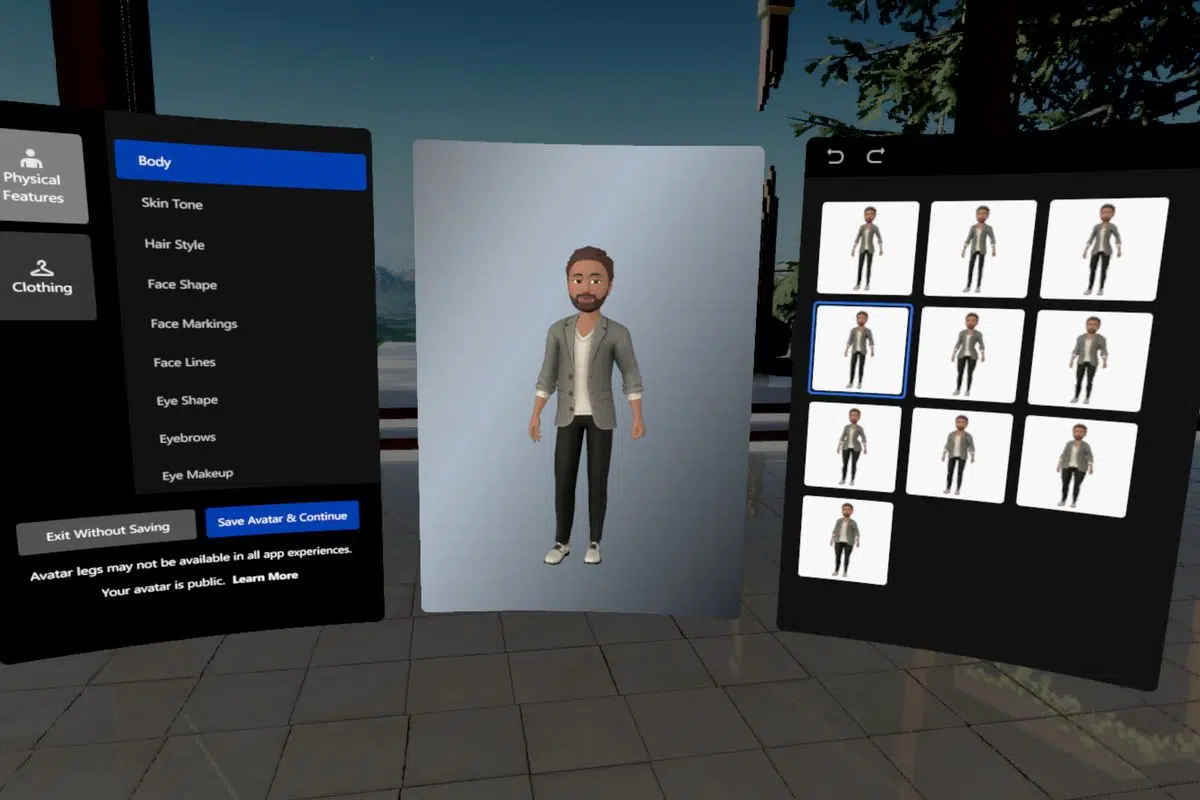 Physical
Features
Clothing
Body
Skin Tone
Hair Style
Face Shape
Face Markings
Face Lines
Eye Shape
Eyebrows
Eye Makeup
Exit Without Saving
Save Avatar & Continue
Avatar legs may not be available in all app experiences.
Your avatar is public. Learn More